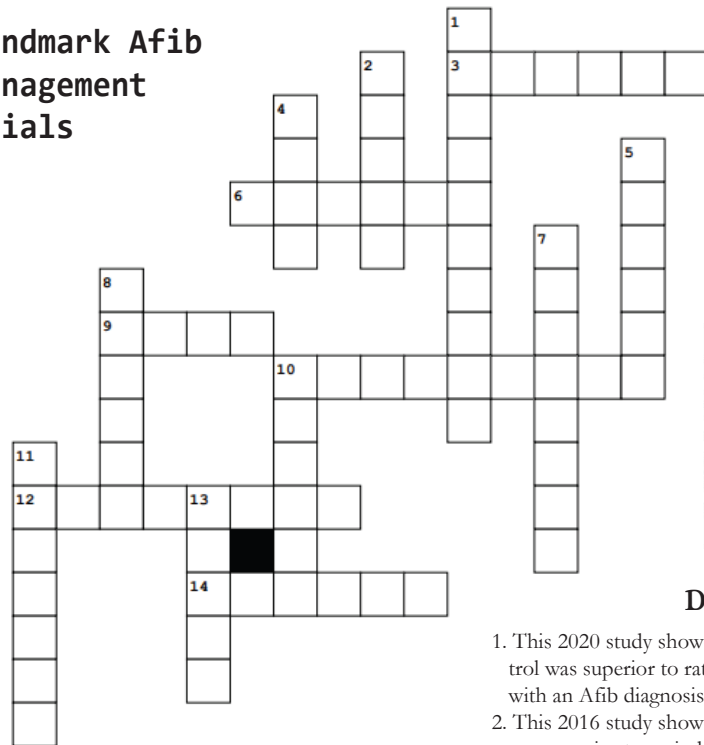 ndmark Afib
nagement
ials
1
2
3
4
5
6
7
8
9
10
11
12
13
14
D
1. This 2020 study show
trol was superior to rat
with an Afib diagnosis
2. This 2016 study show